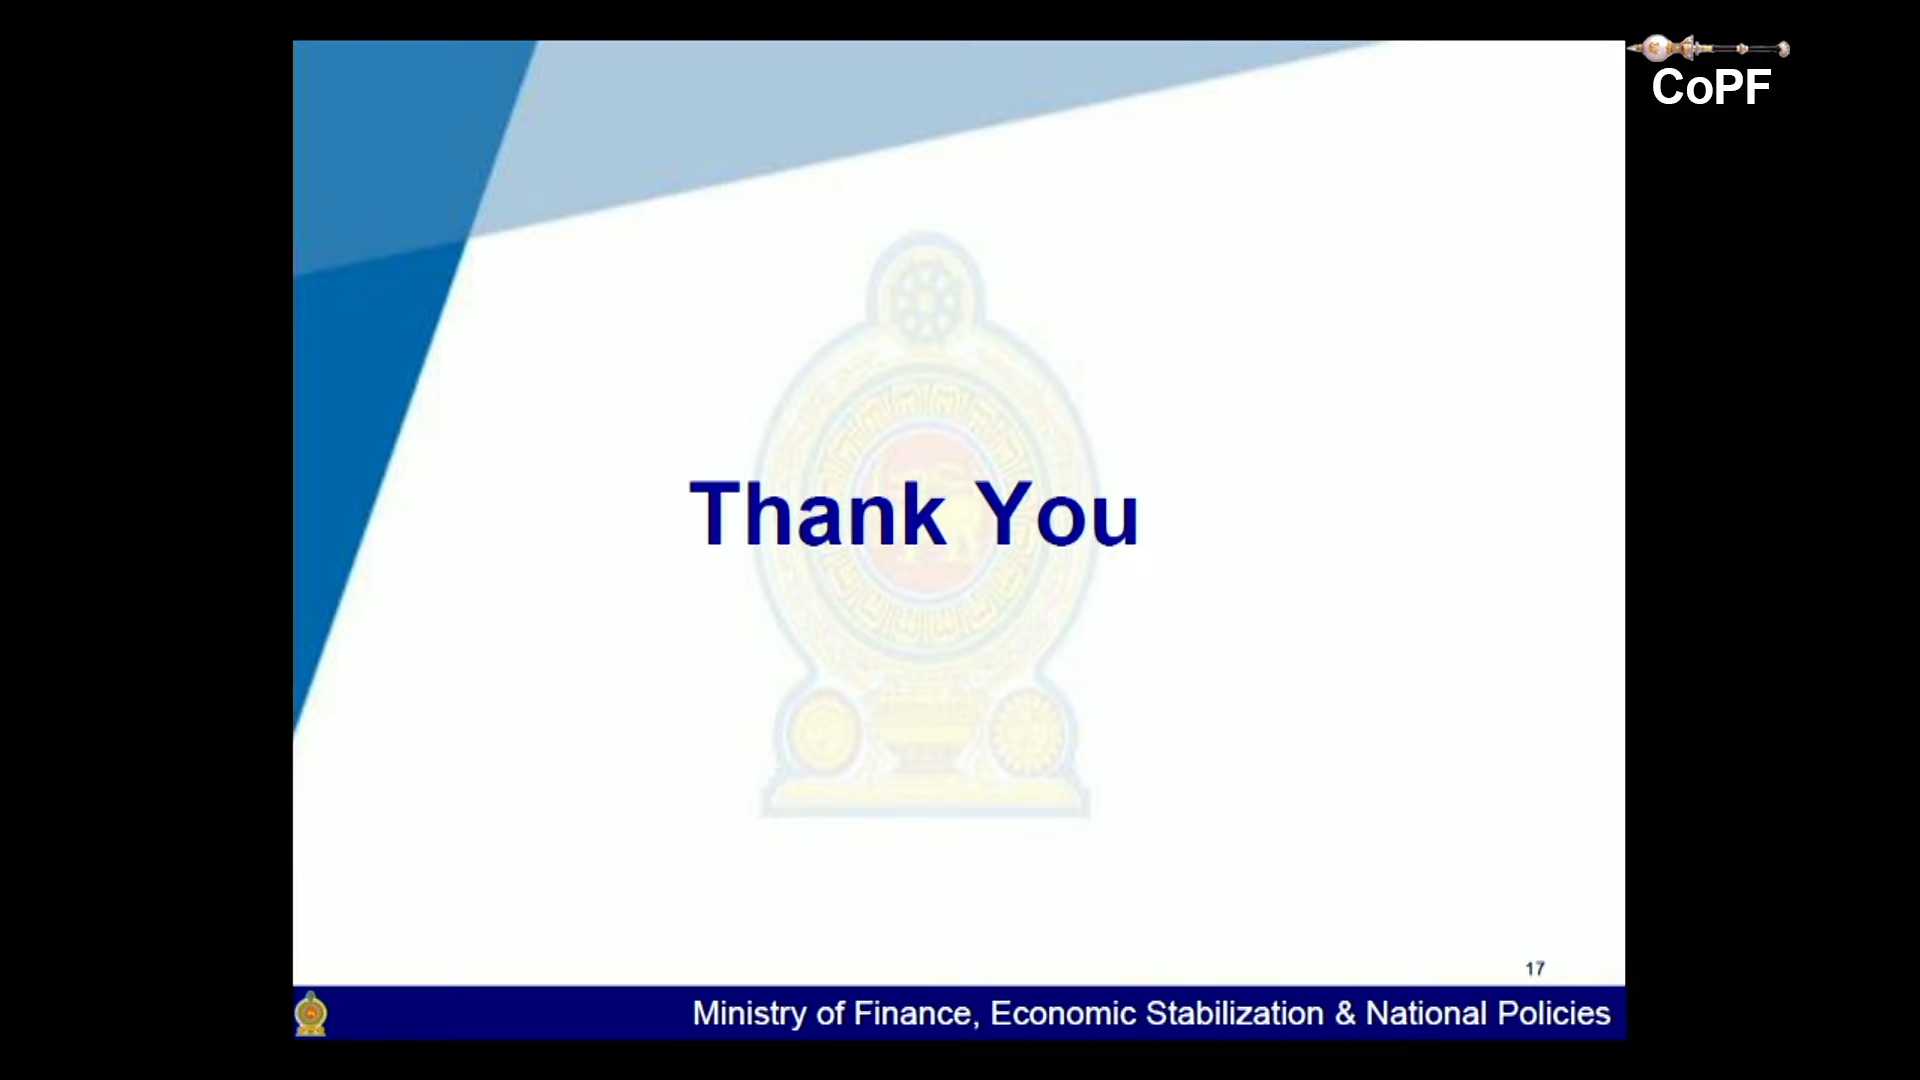 CoPF
Thank You
17
Ministry of Finance, Economic Stabilization & National Policies